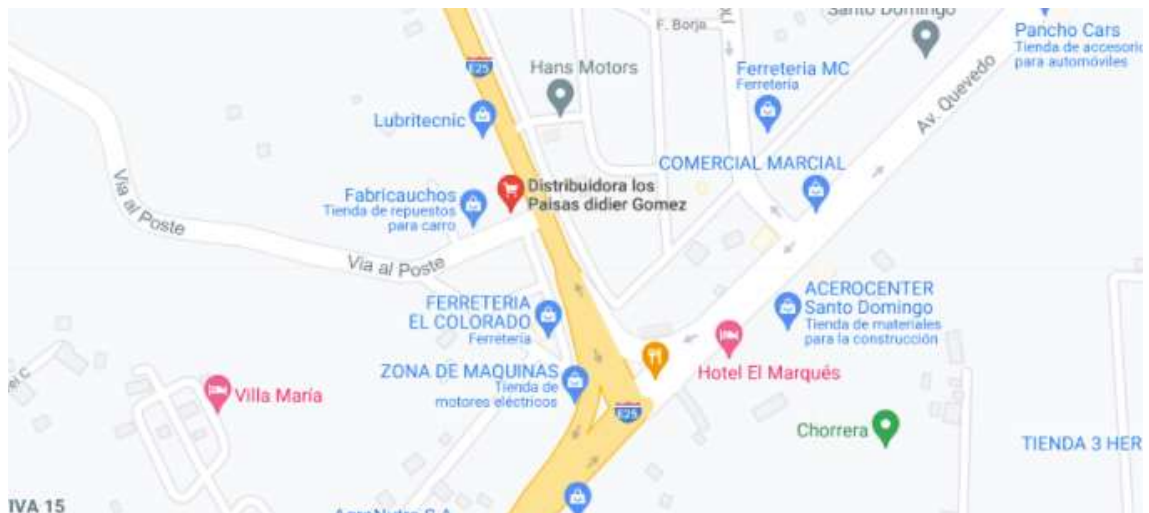 Santo Domingo
Pancho Cars
Tienda de accesorio
para automóviles
F. Borja
E25
Hans Motors
Ferreteria MC
Ferretería
Av. Quevedo
Lubritecnic
COMERCIAL MARCIAL
Via al Poste
Fabricauchos
Tienda de repuestos
para carro
Distribuidora los
Paisas didier Gomez
Via al Poste
FERRETERIA
EL COLORADO
Ferretería
ACEROCENTER
Santo Domingo
Tienda de materiales
para la construcción
ZONA DE MAQUINAS
Tienda de
motores eléctricos
Hotel El Marqués
Villa María
E25
Chorrera
TIENDA 3 HER
IVA 15